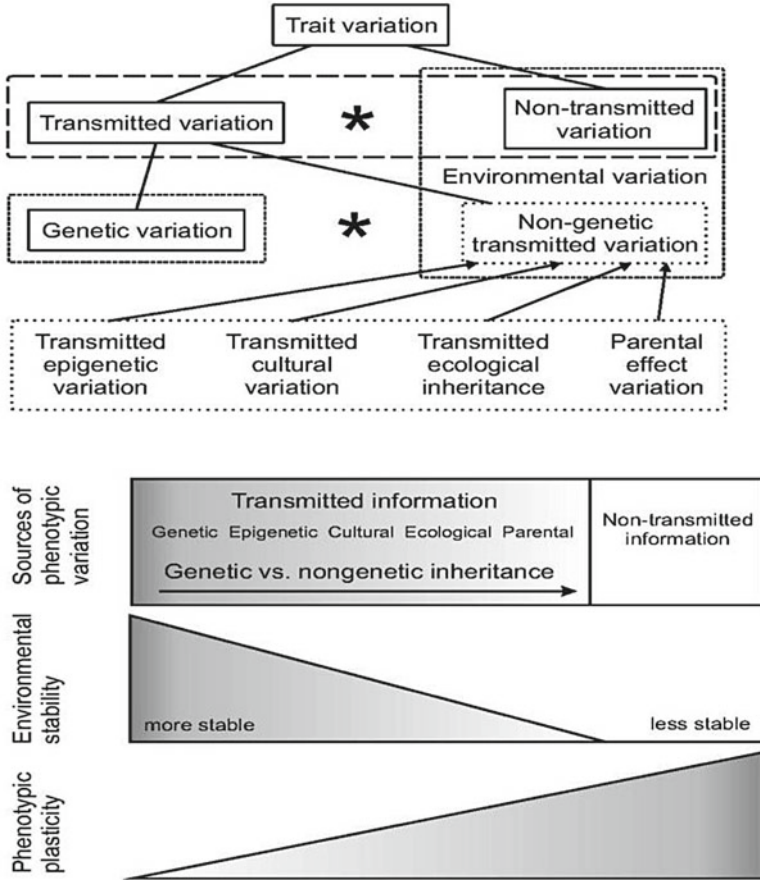 Trait variation
Transmitted variation
*
Non-transmitted
variation
Environmental variation
Genetic variation
*
Non-genetic
transmitted variation
Transmitted
epigenetic
variation
Transmitted
cultural
variation
Transmitted
ecological
inheritance
Parental
effect
variation
Sources of
phenotypic
variation
Transmitted information
Genetic Epigenetic Cultural Ecological Parental
Genetic vs. nongenetic inheritance
Non-transmitted
information
Environmental
stability
more stable
less stable
Phenotypic
plasticity